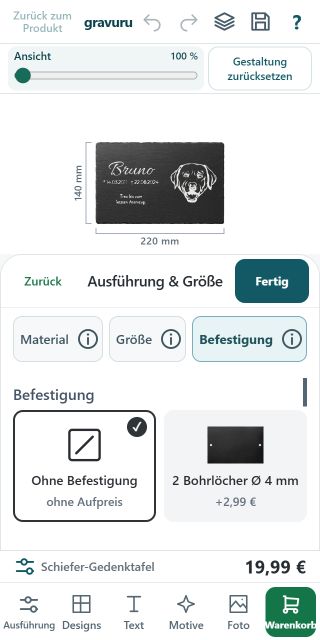 Zurück zum
Produkt
gravuru
?
Ansicht
100 %
Gestaltung
zurücksetzen
140 mm
Bruno
220 mm
Zurück
Ausführung & Größe
Fertig
Material
Größe
Befestigung
Befestigung
Ohne Befestigung
ohne Aufpreis
2 Bohrlöcher Ø 4 mm
+2,99 €
Schiefer-Gedenktafel
19,99 €
Ausführung
Designs
Text
Motive
Foto
Warenkorb